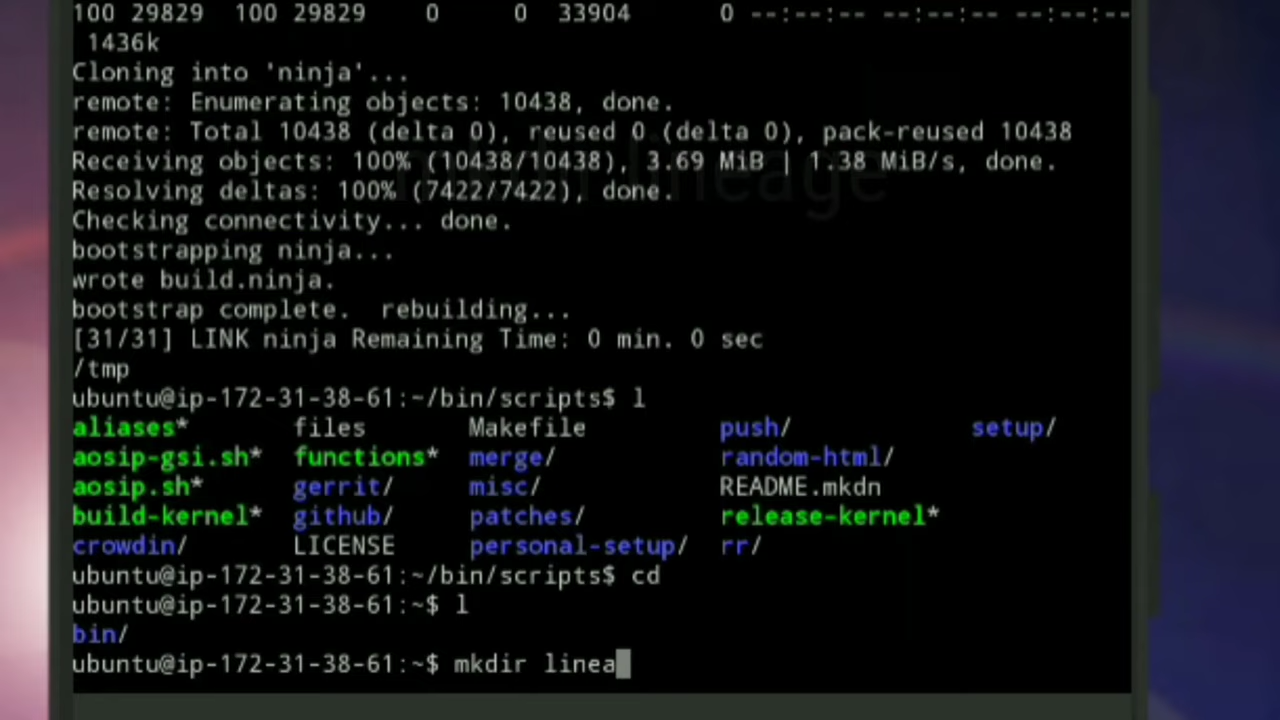 100 29829  100 29829    0     0  33904      0 --:--:-- --:--:-- --:--:--
 1436k
Cloning into 'ninja'...
remote: Enumerating objects: 10438, done.
remote: Total 10438 (delta 0), reused 0 (delta 0), pack-reused 10438
Receiving objects: 100% (10438/10438), 3.69 MiB | 1.38 MiB/s, done.
Resolving deltas: 100% (7422/7422), done.
Checking connectivity... done.
bootstrapping ninja...
wrote build.ninja.
bootstrap complete.  rebuilding...
[31/31] LINK ninja Remaining Time: 0 min. 0 sec
/tmp
ubuntu@ip-172-31-38-61:~/bin/scripts$ l
aliases*       files       Makefile         push/            setup/
aosip-gsi.sh*  functions*  merge/           random-html/
aosip.sh*      gerrit/     misc/            README.mkdn
build-kernel*  github/     patches/         release-kernel*
crowdin/       LICENSE     personal-setup/  rr/
ubuntu@ip-172-31-38-61:~/bin/scripts$ cd
ubuntu@ip-172-31-38-61:~$ l
bin/
ubuntu@ip-172-31-38-61:~$ mkdir linea